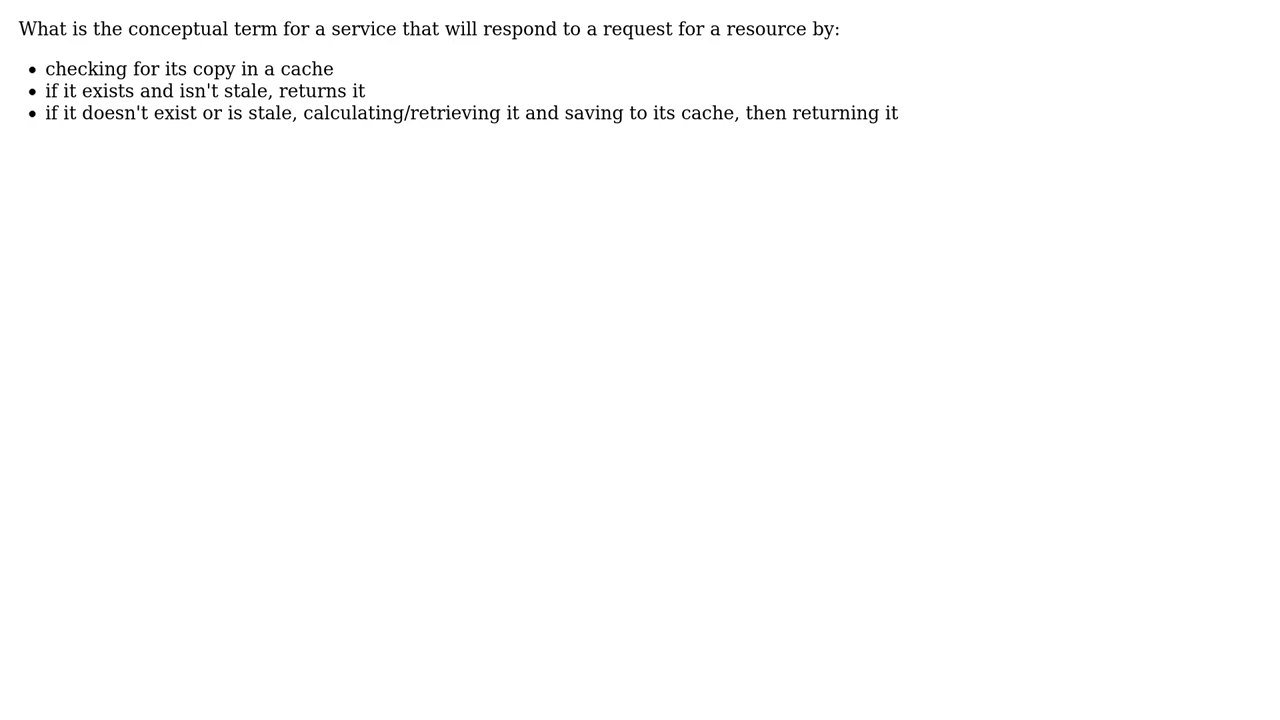 What is the conceptual term for a service that will respond to a request for a resource by:
• checking for its copy in a cache
• if it exists and isn't stale, returns it
• if it doesn't exist or is stale, calculating/retrieving it and saving to its cache, then returning it